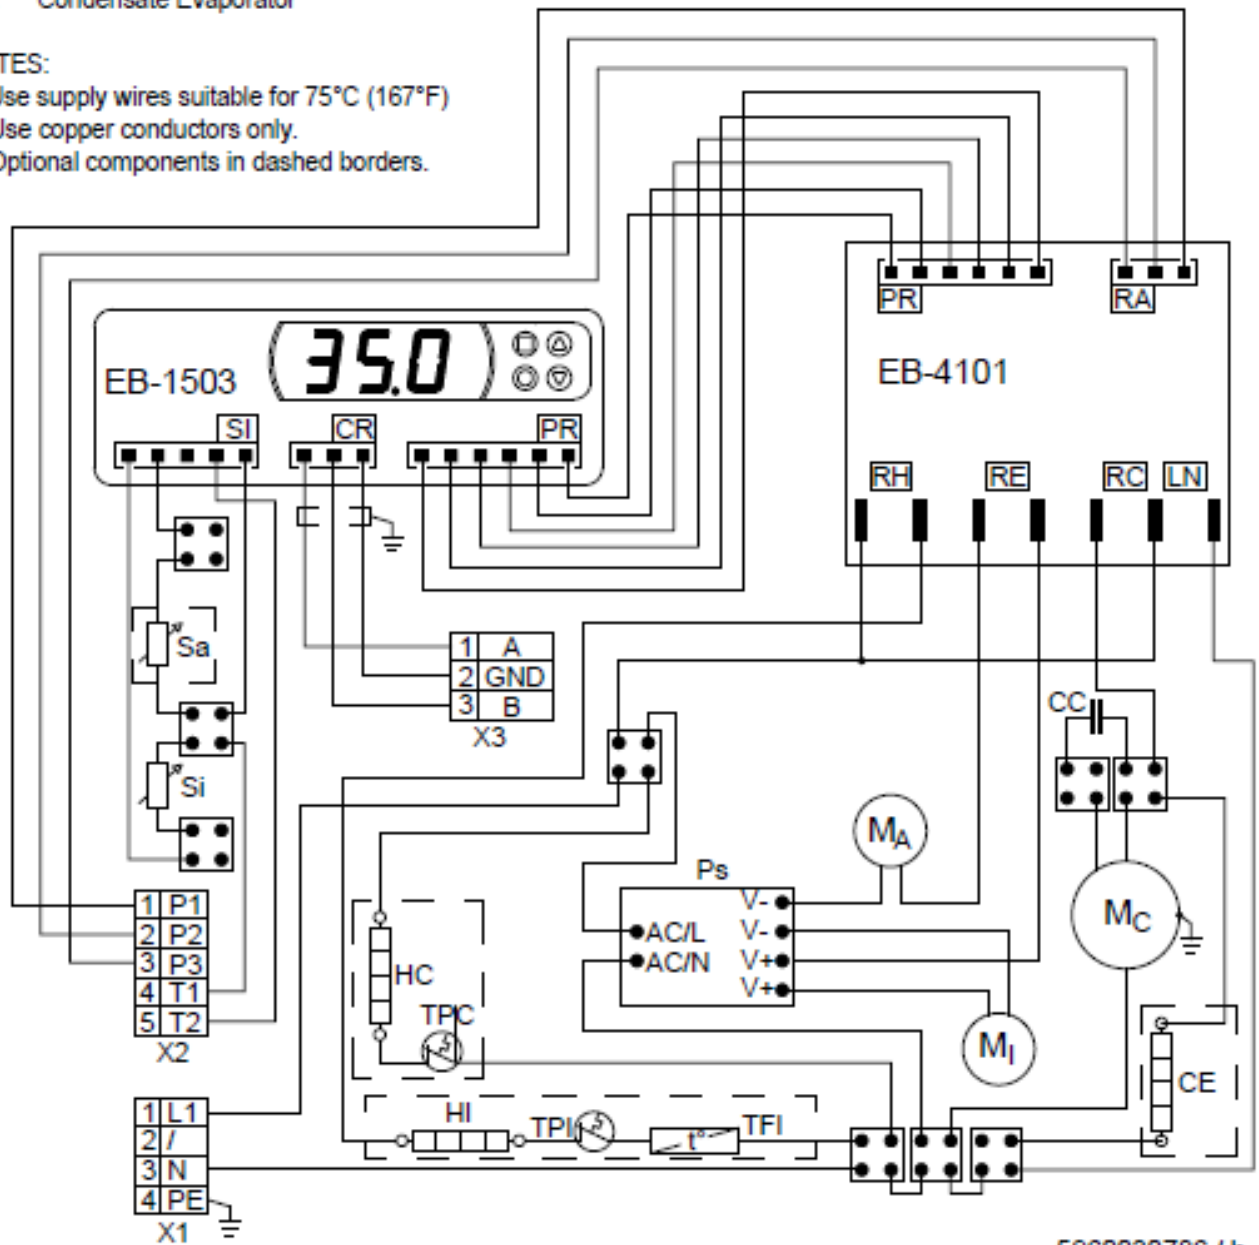 Condensate Evaporator
TES:
Use supply wires suitable for 75°C (167°F)
Use copper conductors only.
Optional components in dashed borders.
PR
RA
EB-4101
EB-1503
35.0
SI
CR
PR
RH
RE
RC
LN
Sa
1 A
2 GND
3 B
X3
CC
Si
MA
Ps
V-
AC/L
V-
AC/N
V+
V+
MC
1 P1
2 P2
3 P3
4 T1
5 T2
X2
HC
TPC
MI
CE
HI
TPI
t°
TFI
1 L1
2 /
3 N
4 PE
X1